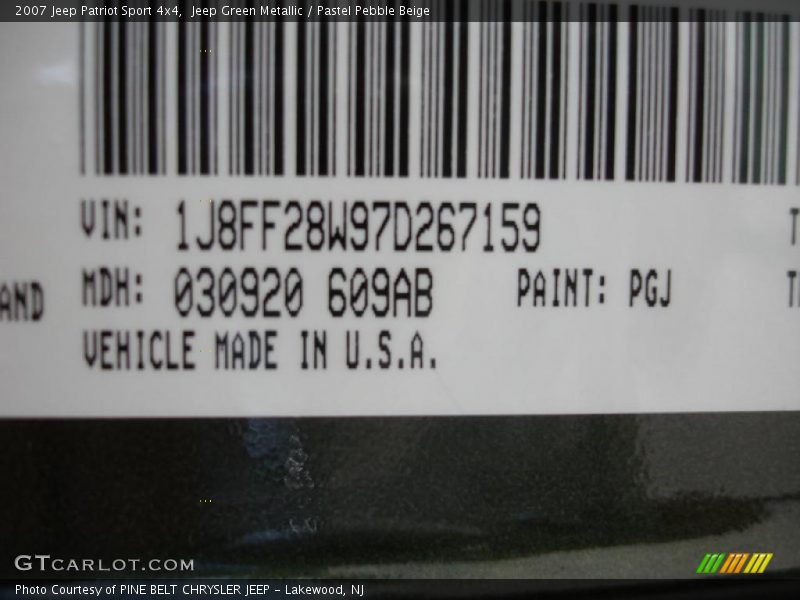 2007 Jeep Patriot Sport 4x4, Jeep Green Metallic / Pastel Pebble Beige
VIN: 1J8FF28W97D267159
AND MDH: 030920 609AB PAINT: PGJ
VEHICLE MADE IN U.S.A.
GTCARLOT.COM
Photo Courtesy of PINE BELT CHRYSLER JEEP - Lakewood, NJ